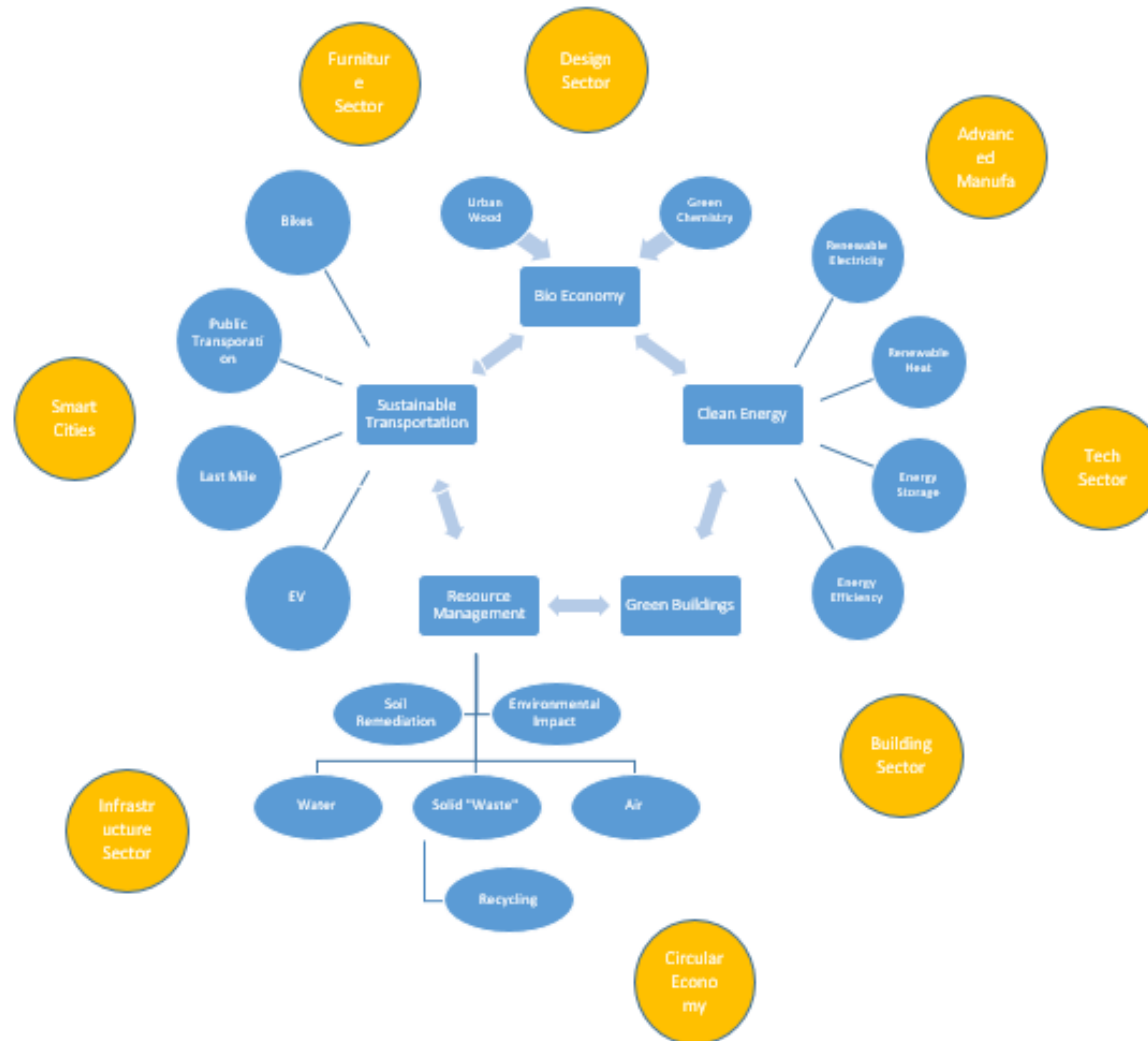 Furnitur
e
Sector
Design
Sector
Advanc
ed
Manufa
Urban
Wood
Green
Chemistry
Bikes
Renewable
Electricity
Bio Economy
Public
Transporati
on
Renewable
Heat
Smart
Cities
Sustainable
Transportation
Clean Energy
Last Mile
Energy
Storage
Tech
Sector
EV
Resource
Management
Green Buildings
Energy
Efficiency
Soil
Remediation
Environmental
Impact
Building
Sector
Water
Solid "Waste"
Air
Infrastr
ucture
Sector
Recycling
Circular
Econo
my